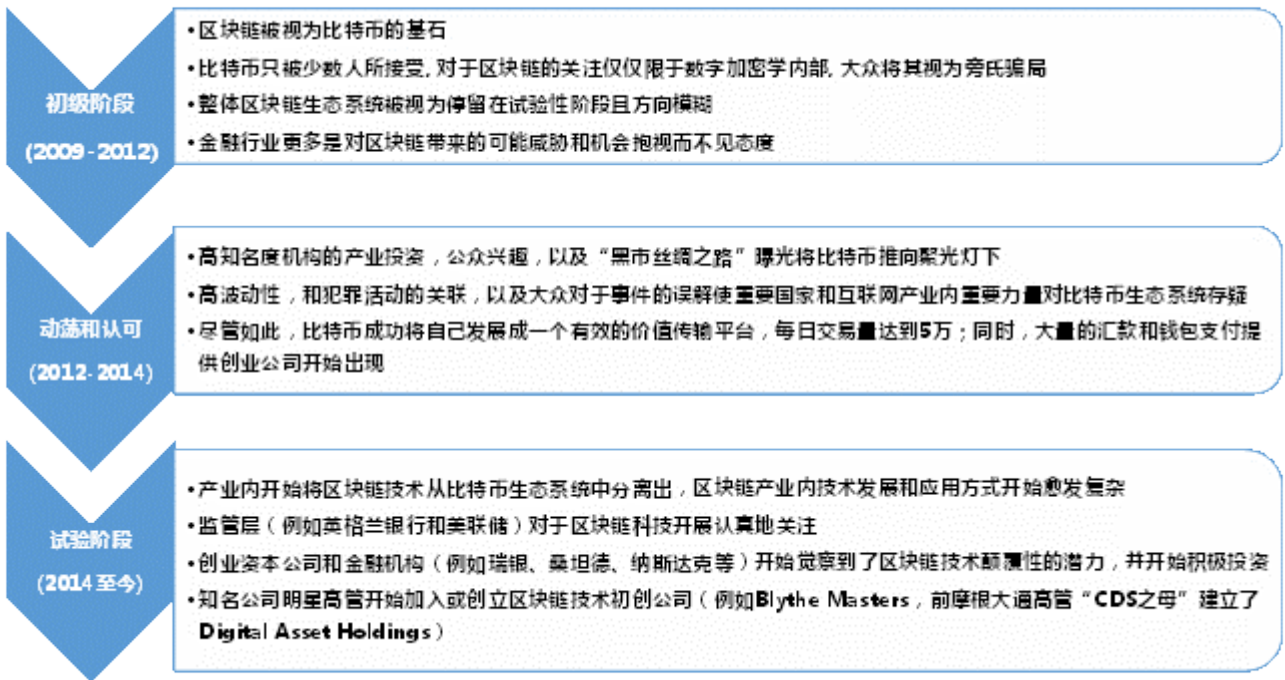 初级阶段
(2009-2012)
•区块链被视为比特币的基石
•比特币只被少数人所接受, 对于区块链的关注仅仅限于数字加密学内部, 大众将其视为旁氏骗局
•整体区块链生态系统被视为停留在试验性阶段且方向模糊
•金融行业更多是对区块链带来的可能威胁和机会抱视而不见态度
动荡和认可
(2012-2014)
•高知名度机构的产业投资，公众兴趣，以及“黑市丝绸之路”曝光将比特币推向聚光灯下
•高波动性，和犯罪活动的关联，以及大众对于事件的误解使重要国家和互联网产业内重要力量对比特币生态系统存疑
•尽管如此，比特币成功将自己发展成一个有效的价值传输平台，每日交易量达到5万；同时，大量的汇款和钱包支付提
供创业公司开始出现
试验阶段
(2014至今)
•产业内开始将区块链技术从比特币生态系统中分离出，区块链产业内技术发展和应用方式开始愈发复杂
•监管层（例如英格兰银行和美联储）对于区块链科技开展认真地关注
•创业资本公司和金融机构（例如瑞银、桑坦德、纳斯达克等）开始觉察到了区块链技术颠覆性的潜力，并开始积极投资
•知名公司明星高管开始加入或创立区块链技术初创公司（例如Blythe Masters，前摩根大通高管“CDS之母”建立了
Digital Asset Holdings）